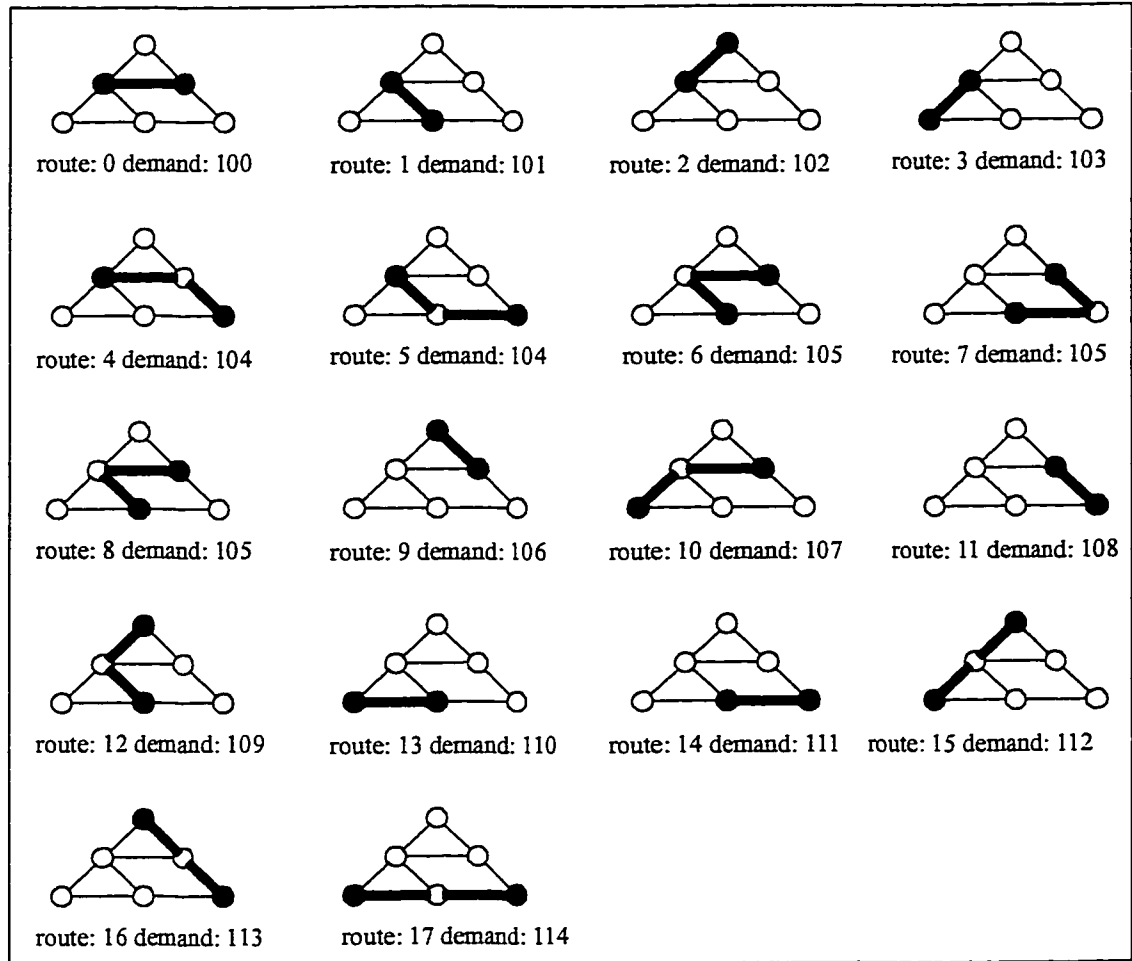 route: 0 demand: 100
route: 1 demand: 101
route: 2 demand: 102
route: 3 demand: 103
route: 4 demand: 104
route: 5 demand: 104
route: 6 demand: 105
route: 7 demand: 105
route: 8 demand: 105
route: 9 demand: 106
route: 10 demand: 107
route: 11 demand: 108
route: 12 demand: 109
route: 13 demand: 110
route: 14 demand: 111
route: 15 demand: 112
route: 16 demand: 113
route: 17 demand: 114